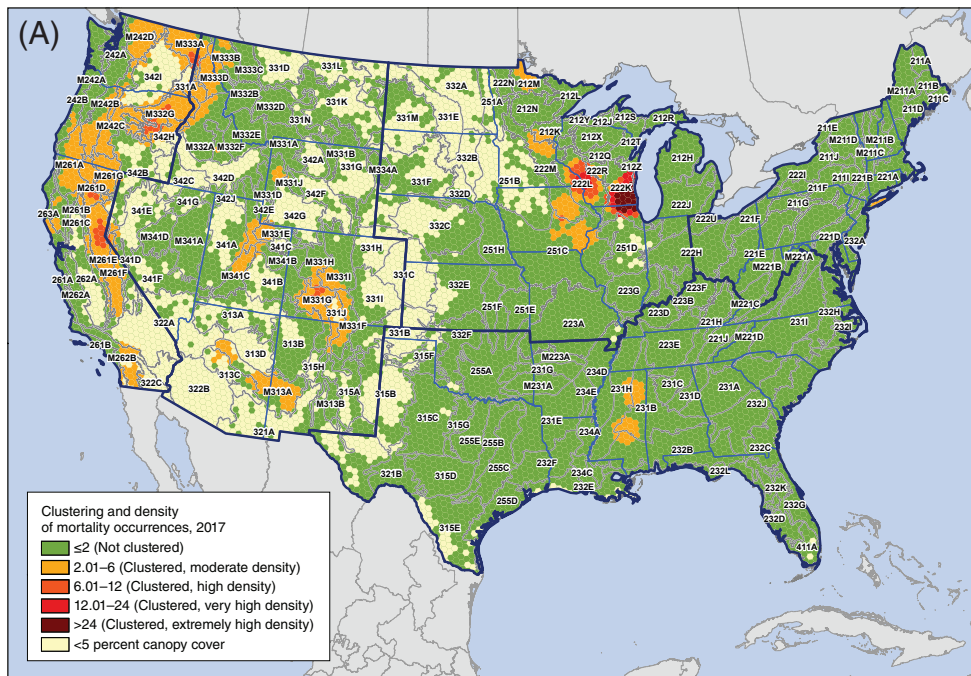 (A)
M242D
M333A
242A
M333B
M333C
331D
331L
M333D
342I
331A
332A
222N
212M
212L
M242A
M332B
331K
251A
212N
242B
M242B
M332G
M332D
331N
331M
331E
212Y
212J
212S
212R
M242C
342H
M332E
212K
212X
212T
M332A
M332F
M331A
332B
212Q
212Z
212H
M261A
M261G
342B
342A
M331B
331G
M334A
222M
222R
M261D
342C
342D
M331J
331F
251B
222L
222K
M331D
342F
332D
222J
222U
263A
M261B
M261C
341E
341G
342J
342E
342G
332C
M341D
M341A
341A
M331E
341C
331H
251H
251C
251D
222H
M261E
M261F
341D
M341B
M331H
M331I
331C
332E
261A
262A
M262A
341F
M341C
341B
M331G
331I
251F
251E
223G
331J
223A
322A
313A
M331F
331B
332F
261B
313D
313B
315F
M223A
M262B
313C
315H
255A
231G
234D
322C
322B
M313A
315A
315B
M231A
234E
231H
M313B
315C
315G
231E
231B
321A
255E
255B
234A
321B
315D
255C
232F
234C
232E
255D
315E
211A
M211A
211B
211C
211D
211E
M211D
M211B
211J
M211C
222I
211I
221B
221A
211F
211G
221F
221D
232A
221E
M221A
M221B
223F
223B
223D
M221C
232H
221H
231I
232I
223E
221J
M221D
231C
231D
231A
232J
232B
232C
232L
232K
232G
232D
411A
Clustering and density
of mortality occurrences, 2017
≤2 (Not clustered)
2.01–6 (Clustered, moderate density)
6.01–12 (Clustered, high density)
12.01–24 (Clustered, very high density)
>24 (Clustered, extremely high density)
<5 percent canopy cover